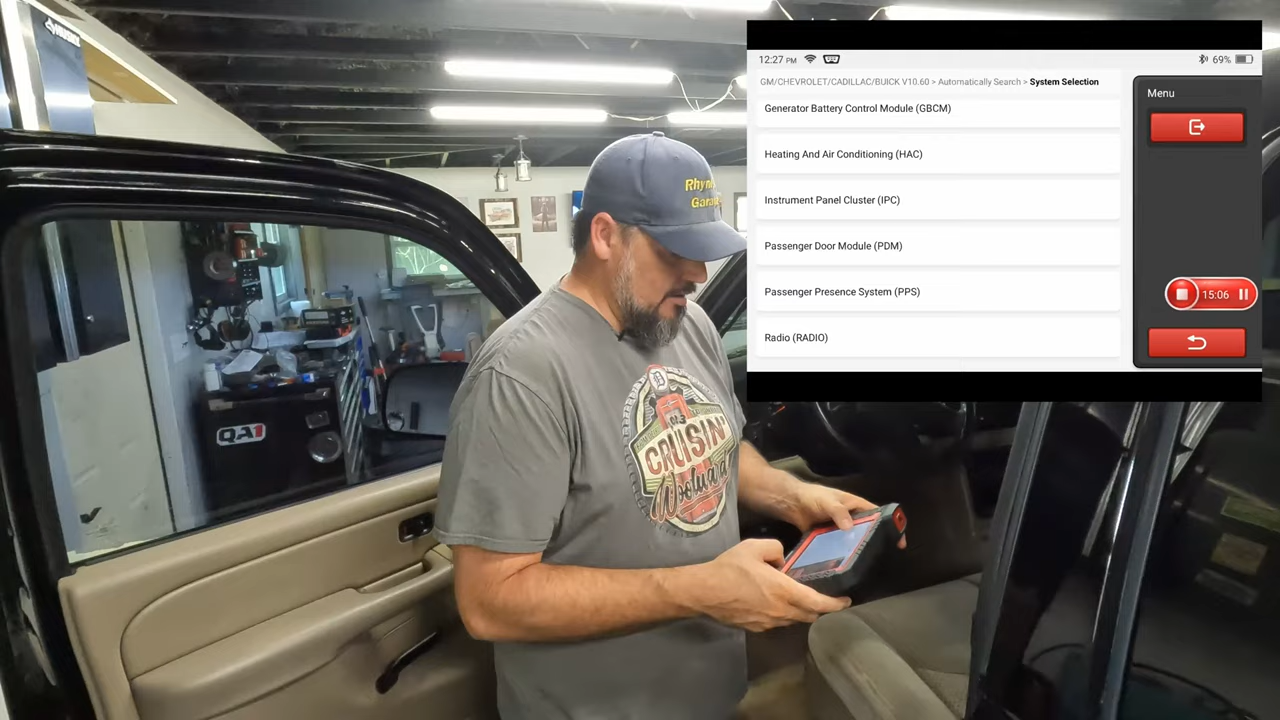 12:27 PM
69%
GM/CHEVROLET/CADILLAC/BUICK V10.60 > Automatically Search > System Selection
Menu
Generator Battery Control Module (GBCM)
Heating And Air Conditioning (HAC)
Instrument Panel Cluster (IPC)
Passenger Door Module (PDM)
15:06
Passenger Presence System (PPS)
Radio (RADIO)
CRUISIN'
QA1